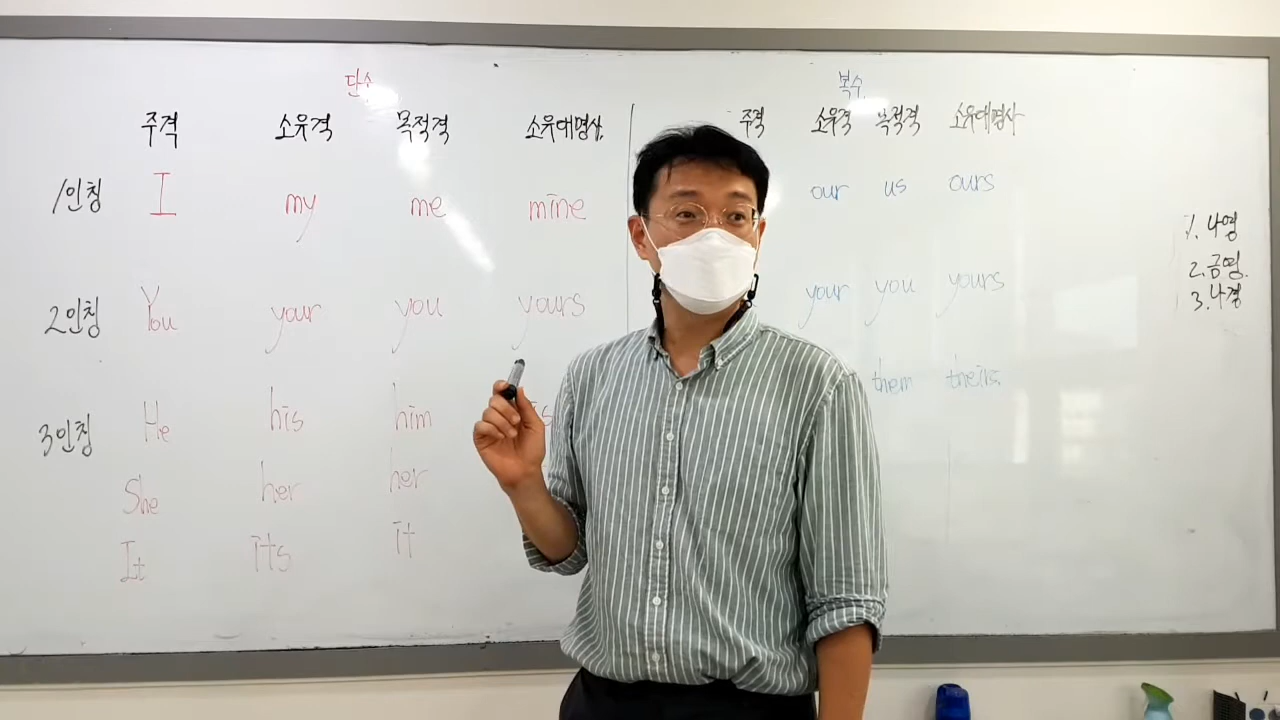 단수 복수
주격 소유격 목적격 소유대명사 주격 소유격 목적격 소유대명사
1인칭 I my me mine our us ours
2인칭 You your you yours your you yours
them theirs
3인칭 He his him
She her her
It its it
1. 나영
2. 금영.
3. 나경